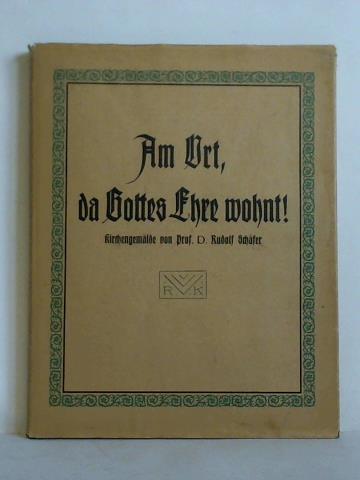 Am Ort,
da Gottes Ehre wohnt!
Kirchengemälde von Prof. D. Rudolf Schäfer
RVK